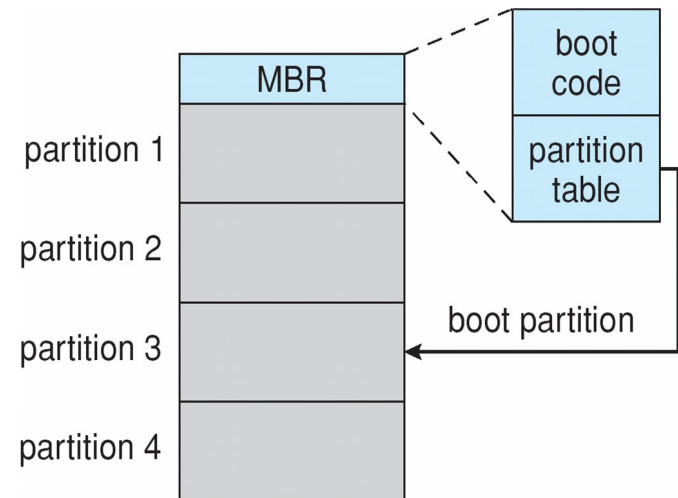 MBR
boot
code
partition
table
partition 1
partition 2
boot partition
partition 3
partition 4